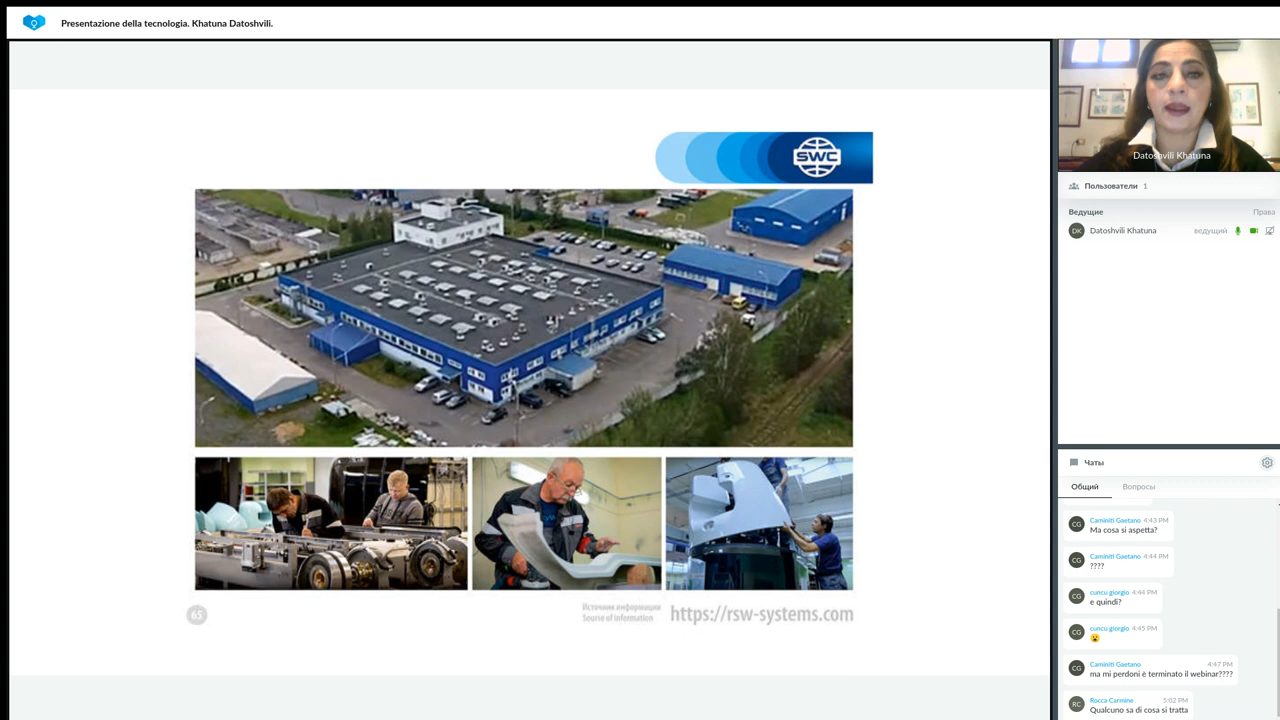 Presentazione della tecnologia. Khatuna Datoshvili.
SWC
65
Источник информации
Sourse of information
https://rsw-systems.com
Datoshvili Khatuna
Пользователи 1
Ведущие Права
DK Datoshvili Khatuna ведущий
Чаты
Общий Вопросы
CG Caminiti Gaetano 4:43 PM
Ma cosa si aspetta?
CG Caminiti Gaetano 4:44 PM
????
CG cuncu giorgio 4:44 PM
e quindi?
CG cuncu giorgio 4:45 PM
😮
CG Caminiti Gaetano 4:47 PM
ma mi perdoni è terminato il webinar????
RC Rocca Carmine 5:02 PM
Qualcuno sa di cosa si tratta